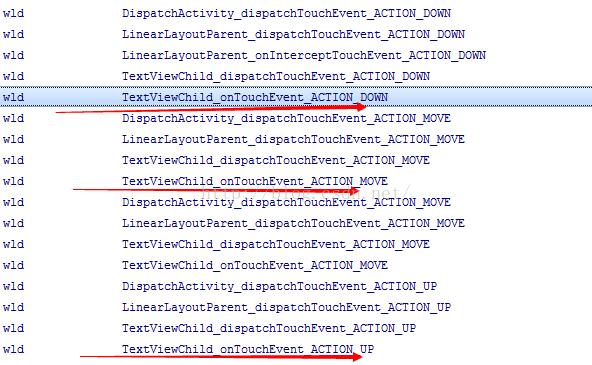 wld DispatchActivity_dispatchTouchEvent_ACTION_DOWN
wld LinearLayoutParent_dispatchTouchEvent_ACTION_DOWN
wld LinearLayoutParent_onInterceptTouchEvent_ACTION_DOWN
wld TextViewChild_dispatchTouchEvent_ACTION_DOWN
wld TextViewChild_onTouchEvent_ACTION_DOWN
wld DispatchActivity_dispatchTouchEvent_ACTION_MOVE
wld LinearLayoutParent_dispatchTouchEvent_ACTION_MOVE
wld TextViewChild_dispatchTouchEvent_ACTION_MOVE
wld TextViewChild_onTouchEvent_ACTION_MOVE
wld DispatchActivity_dispatchTouchEvent_ACTION_MOVE
wld LinearLayoutParent_dispatchTouchEvent_ACTION_MOVE
wld TextViewChild_dispatchTouchEvent_ACTION_MOVE
wld TextViewChild_onTouchEvent_ACTION_MOVE
wld DispatchActivity_dispatchTouchEvent_ACTION_UP
wld LinearLayoutParent_dispatchTouchEvent_ACTION_UP
wld TextViewChild_dispatchTouchEvent_ACTION_UP
wld TextViewChild_onTouchEvent_ACTION_UP